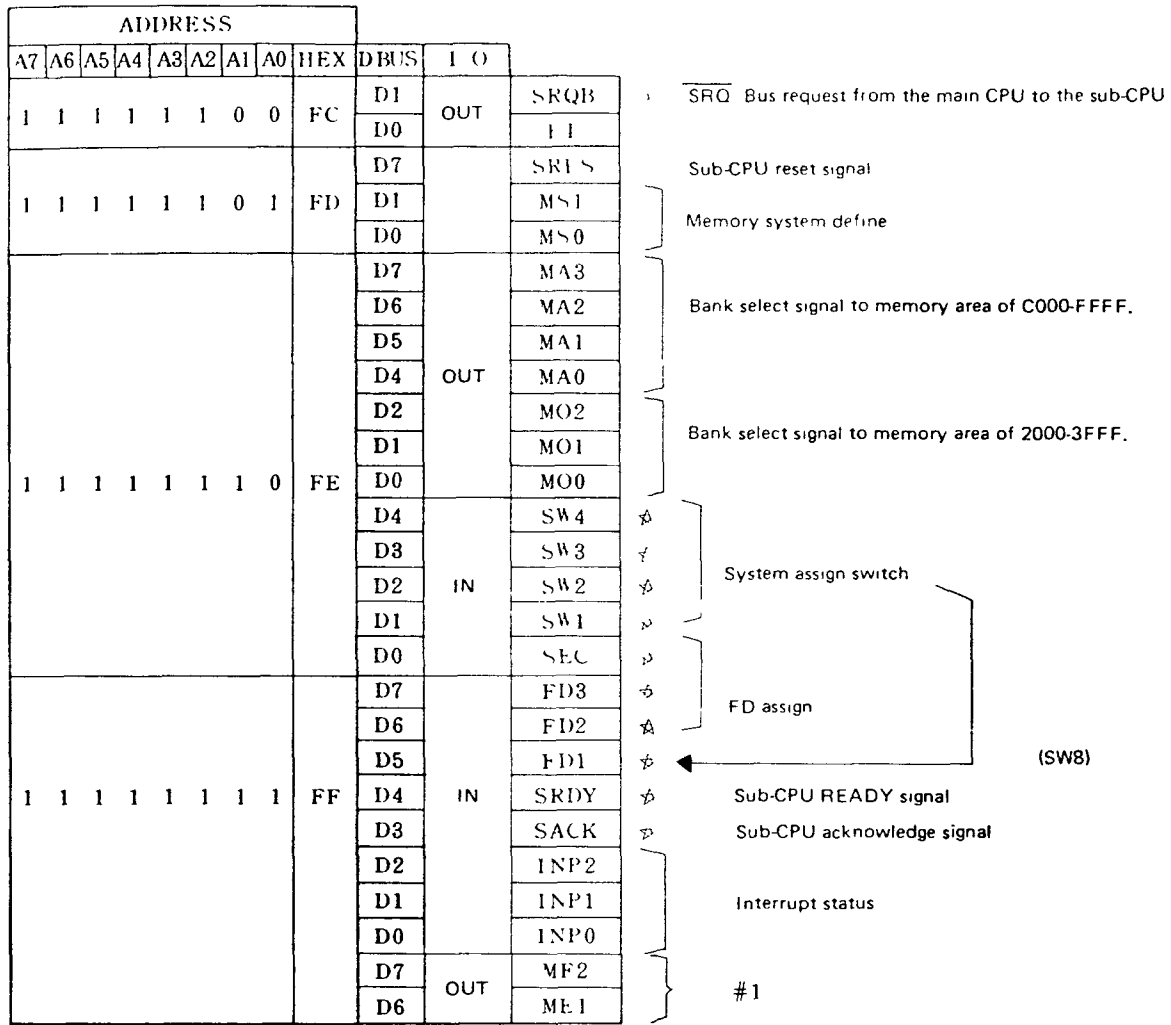 ADDRESS
A7 A6 A5 A4 A3 A2 A1 A0 HEX D BUS I O
D1 SRQB SRQ Bus request from the main CPU to the sub-CPU
1 1 1 1 1 1 0 0 FC OUT
D0
D7 SRES Sub-CPU reset signal
1 1 1 1 1 1 0 1 FD D1 MS1
Memory system define
D0 MS0
D7 MA3
D6 MA2 Bank select signal to memory area of C000-FFFF.
D5 MA1
D4 OUT MA0
D2 MO2
D1 MO1 Bank select signal to memory area of 2000-3FFF.
1 1 1 1 1 1 1 0 FE D0 MO0
D4 SW4
D3 SW3
System assign switch
D2 IN SW2
D1 SW1
D0 SEC
D7 FD3
FD assign
D6 FD2
D5 FD1 (SW8)
1 1 1 1 1 1 1 1 FF D4 IN SRDY Sub-CPU READY signal
D3 SACK Sub-CPU acknowledge signal
D2 INP2
D1 INP1 Interrupt status
D0 INP0
D7 OUT
#1
D6 ME1